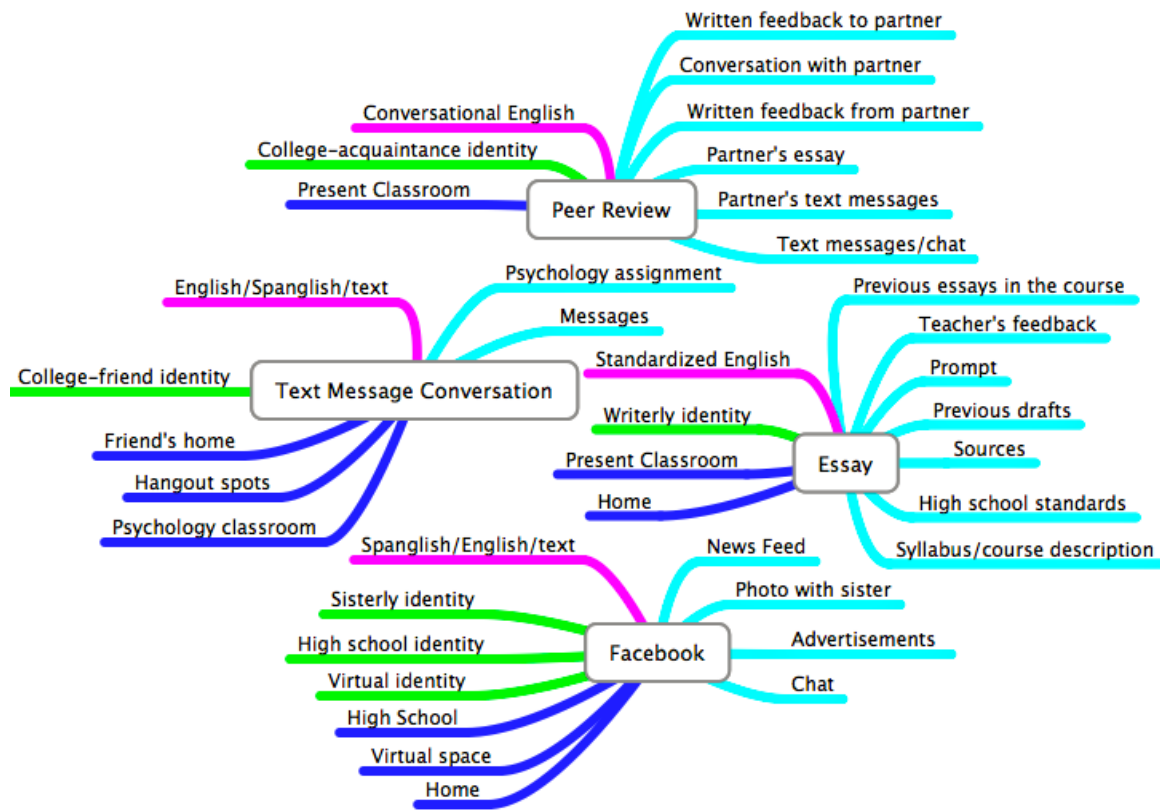 Written feedback to partner
Conversation with partner
Conversational English
Written feedback from partner
College-acquaintance identity
Partner's essay
Present Classroom
Peer Review
Partner's text messages
Text messages/chat
English/Spanglish/text
Psychology assignment
Messages
College-friend identity
Text Message Conversation
Friend's home
Hangout spots
Psychology classroom
Previous essays in the course
Teacher's feedback
Standardized English
Prompt
Writerly identity
Previous drafts
Present Classroom
Essay
Sources
Home
High school standards
Syllabus/course description
Spanglish/English/text
News Feed
Sisterly identity
Photo with sister
High school identity
Facebook
Advertisements
Virtual identity
Chat
High School
Virtual space
Home